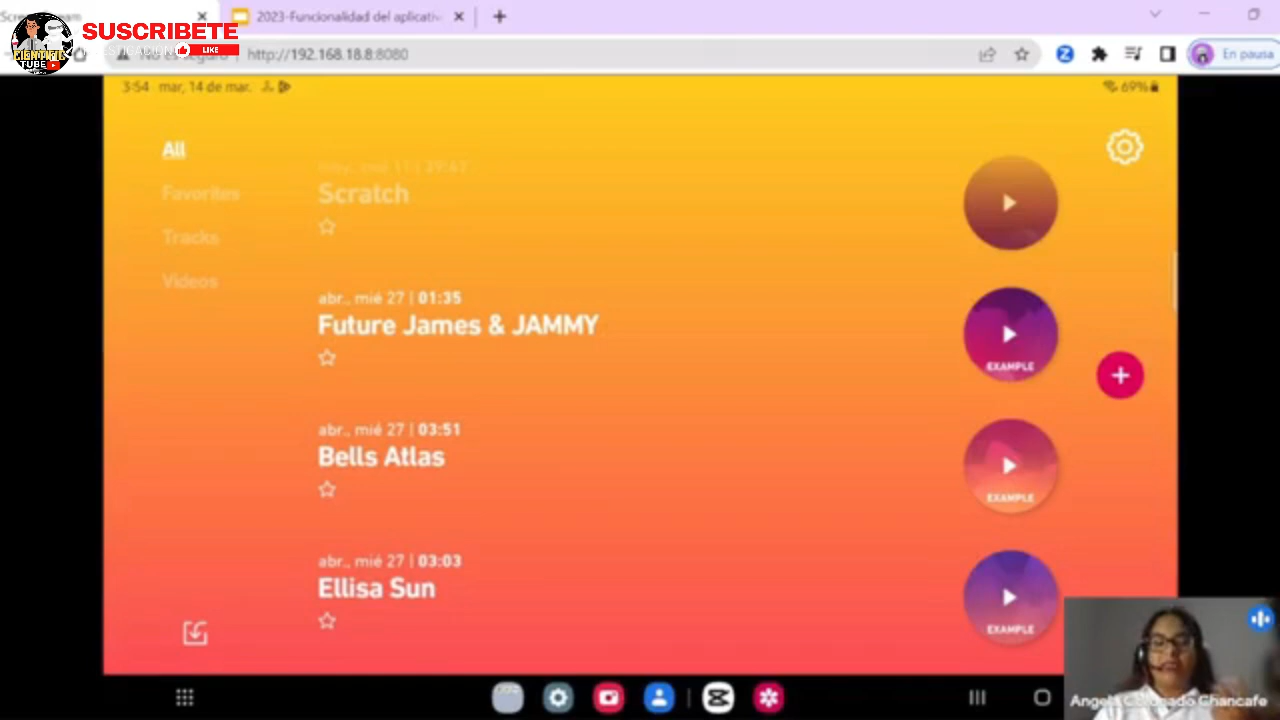 2023-Funcionalidad del aplicativ
SUSCRIBETE
LIKE
CIENTIFIC
TUBE
http://192.168.18.8:8080
En pausa
3:54 mar, 14 de mar.
69%
All
Favorites
Tracks
Videos
Scratch
abr., mié 27 | 01:35
Future James & JAMMY
EXAMPLE
abr., mié 27 | 03:51
Bells Atlas
EXAMPLE
abr., mié 27 | 03:03
Ellisa Sun
EXAMPLE